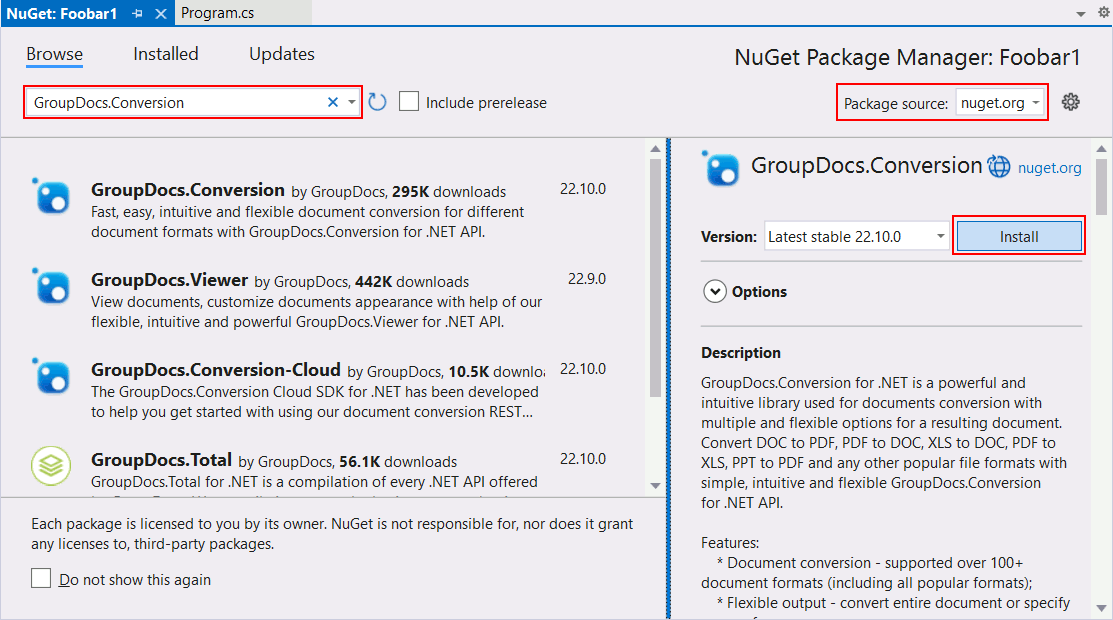 NuGet: Foobar1
Program.cs
Browse
Installed
Updates
NuGet Package Manager: Foobar1
GroupDocs.Conversion
Include prerelease
Package source: nuget.org
GroupDocs.Conversion by GroupDocs, 295K downloads 22.10.0
Fast, easy, intuitive and flexible document conversion for different
document formats with GroupDocs.Conversion for .NET API.
GroupDocs.Viewer by GroupDocs, 442K downloads 22.9.0
View documents, customize documents appearance with help of our
flexible, intuitive and powerful GroupDocs.Viewer for .NET API.
GroupDocs.Conversion-Cloud by GroupDocs, 10.5K downlo 22.10.0
The GroupDocs.Conversion Cloud SDK for .NET has been developed
to help you get started with using our document conversion REST...
GroupDocs.Total by GroupDocs, 56.1K downloads 22.10.0
GroupDocs.Total for .NET is a compilation of every .NET API offered
Each package is licensed to you by its owner. NuGet is not responsible for, nor does it grant
any licenses to, third-party packages.
Do not show this again
GroupDocs.Conversion nuget.org
Version: Latest stable 22.10.0 Install
Options
Description
GroupDocs.Conversion for .NET is a powerful and
intuitive library used for documents conversion with
multiple and flexible options for a resulting document.
Convert DOC to PDF, PDF to DOC, XLS to DOC, PDF to
XLS, PPT to PDF and any other popular file formats with
simple, intuitive and flexible GroupDocs.Conversion
for .NET API.
Features:
* Document conversion - supported over 100+
document formats (including all popular formats);
* Flexible output - convert entire document or specify